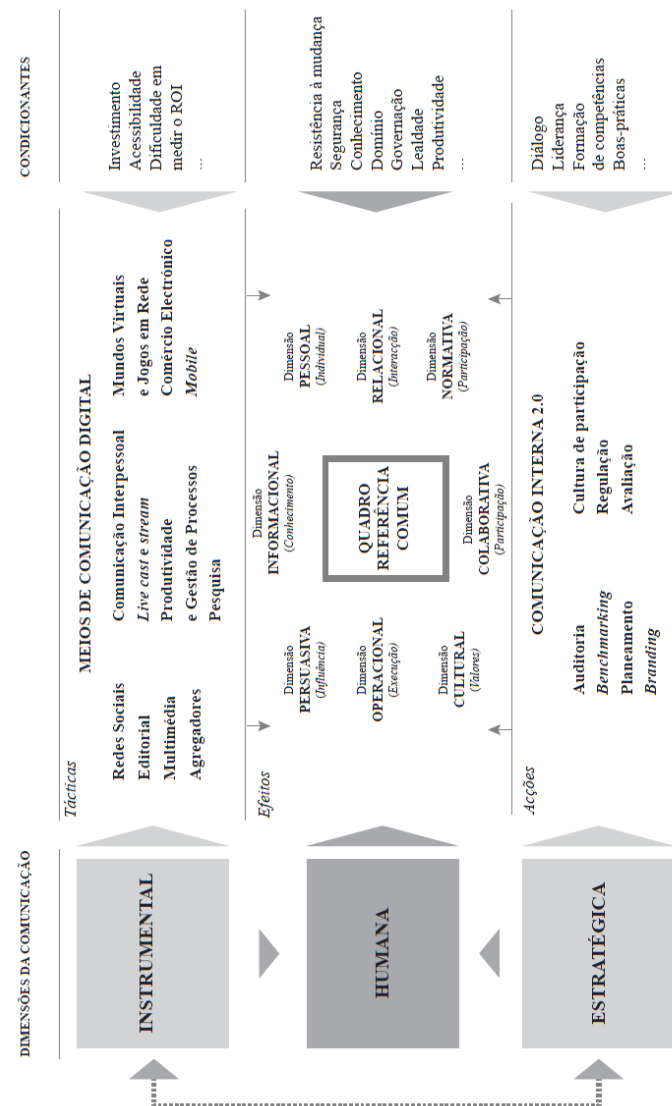 DIMENSÕES DA COMUNICAÇÃO
CONDICIONANTES
INSTRUMENTAL
Tácticas
MEIOS DE COMUNICAÇÃO DIGITAL
Redes Sociais
Editorial
Multimédia
Agregadores
Comunicação Interpessoal
Live cast e stream
Produtividade
e Gestão de Processos
Pesquisa
Mundos Virtuais
e Jogos em Rede
Comércio Electrónico
Mobile
Investimento
Acessibilidade
Dificuldade em
medir o ROI
...
HUMANA
Efeitos
Dimensão
PERSUASIVA
(Influência)
Dimensão
OPERACIONAL
(Execução)
Dimensão
CULTURAL
(Valores)
Dimensão
INFORMACIONAL
(Conhecimento)
QUADRO
REFERÊNCIA
COMUM
Dimensão
COLABORATIVA
(Participação)
Dimensão
PESSOAL
(Individual)
Dimensão
RELACIONAL
(Interacção)
Dimensão
NORMATIVA
(Participação)
Resistência à mudança
Segurança
Conhecimento
Domínio
Governação
Lealdade
Produtividade
...
ESTRATÉGICA
Acções
COMUNICAÇÃO INTERNA 2.0
Auditoria
Benchmarking
Planeamento
Branding
Cultura de participação
Regulação
Avaliação
Diálogo
Liderança
Formação
de competências
Boas-práticas
...